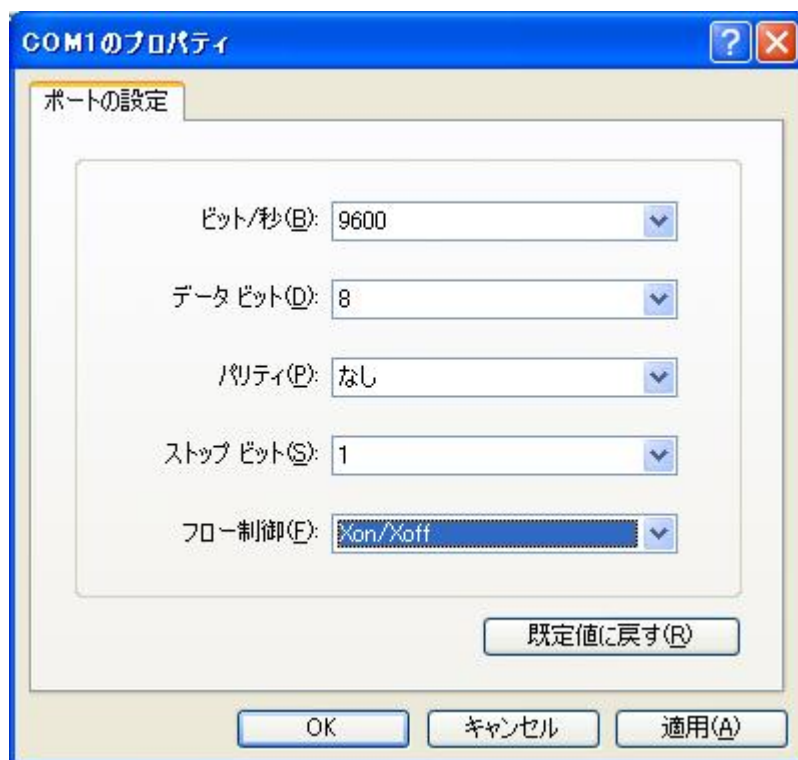 COM1のプロパティ
ポートの設定
ビット/秒(B): 9600
データ ビット(D): 8
パリティ(P): なし
ストップ ビット(S): 1
フロー制御(F): Xon/Xoff
既定値に戻す(R)
OK キャンセル 適用(A)